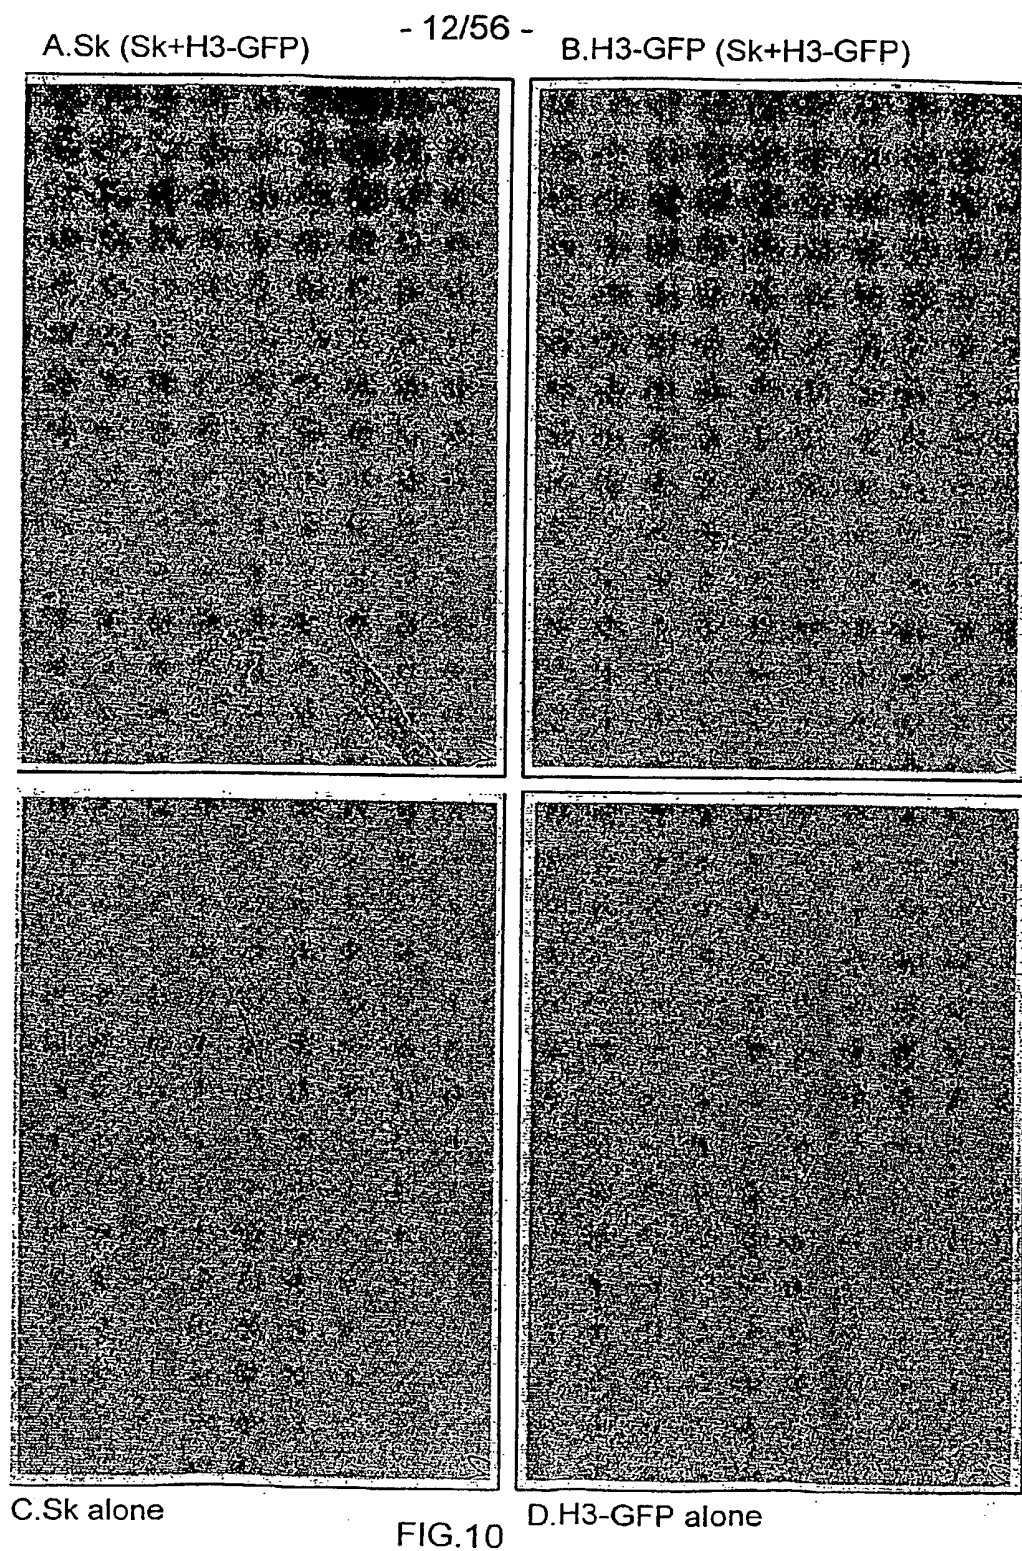 - 12/56 -
A.Sk (Sk+H3-GFP)
B.H3-GFP (Sk+H3-GFP)
C.Sk alone
D.H3-GFP alone
FIG.10